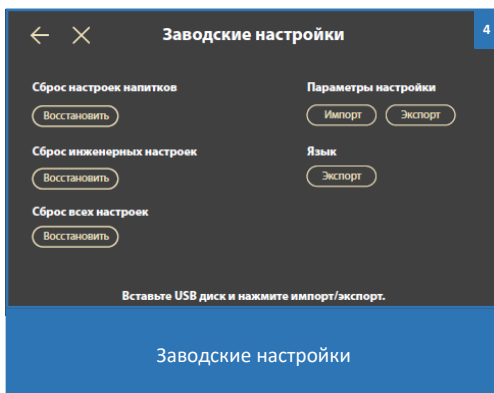 Заводские настройки
4
Сброс настроек напитков
Восстановить
Параметры настройки
Импорт Экспорт
Сброс инженерных настроек
Восстановить
Язык
Экспорт
Сброс всех настроек
Восстановить
Вставьте USB диск и нажмите импорт/экспорт.
Заводские настройки